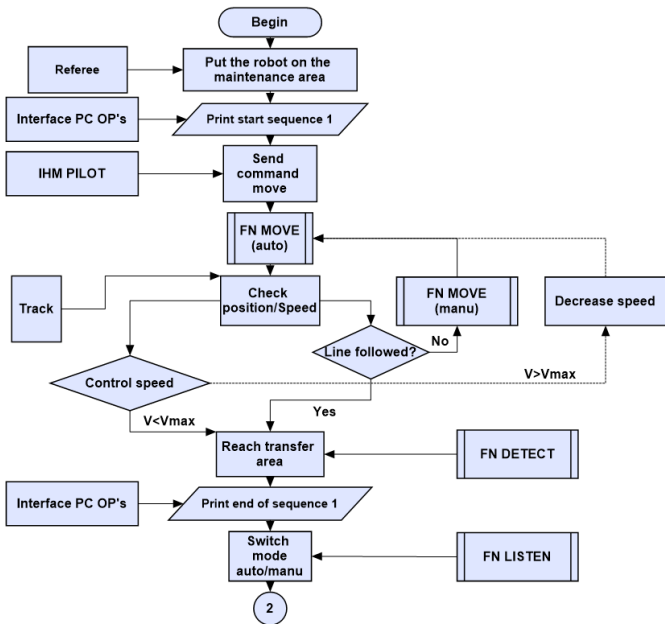 Begin
Referee
Put the robot on the
maintenance area
Interface PC OP's
Print start sequence 1
IHM PILOT
Send
command
move
FN MOVE
(auto)
Track
Check
position/Speed
FN MOVE
(manu)
Decrease speed
Line followed?
No
Control speed
V>Vmax
V<Vmax
Yes
Reach transfer
area
FN DETECT
Interface PC OP's
Print end of sequence 1
Switch
mode
auto/manu
FN LISTEN
2